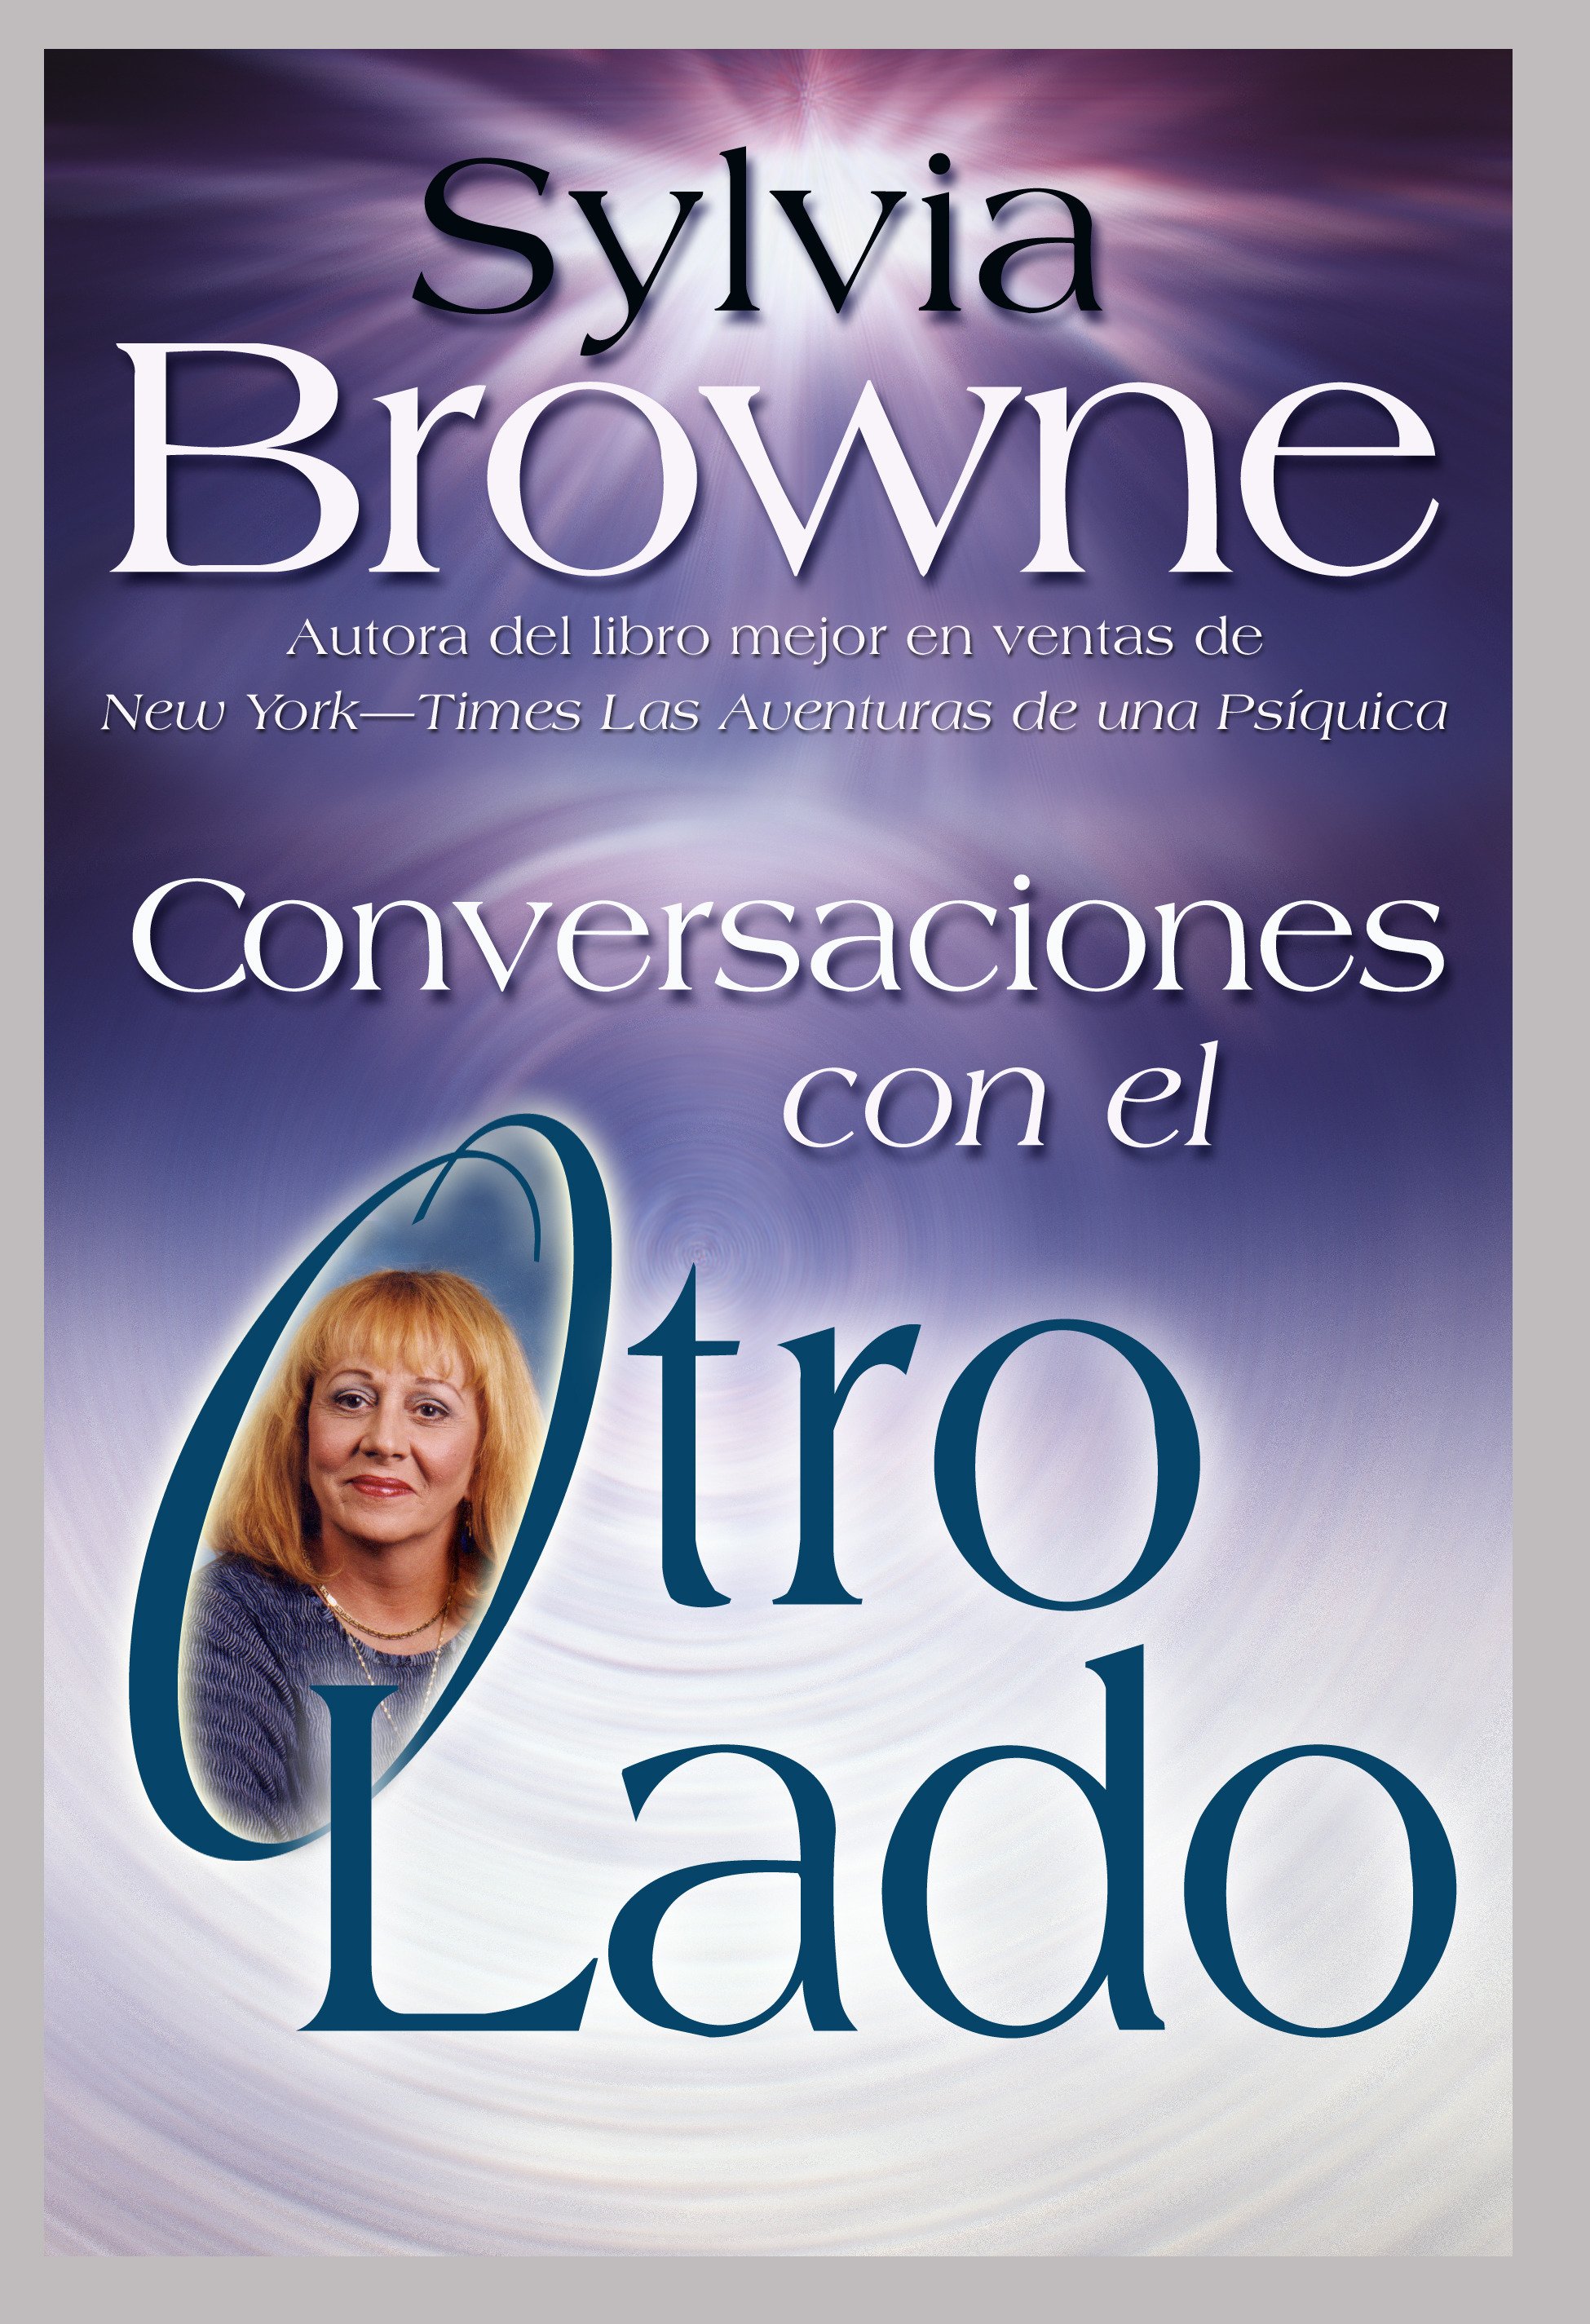 Sylvia
Browne
Autora del libro mejor en ventas de
New York—Times Las Aventuras de una Psíquica
Conversaciones
con el
Otro
Lado